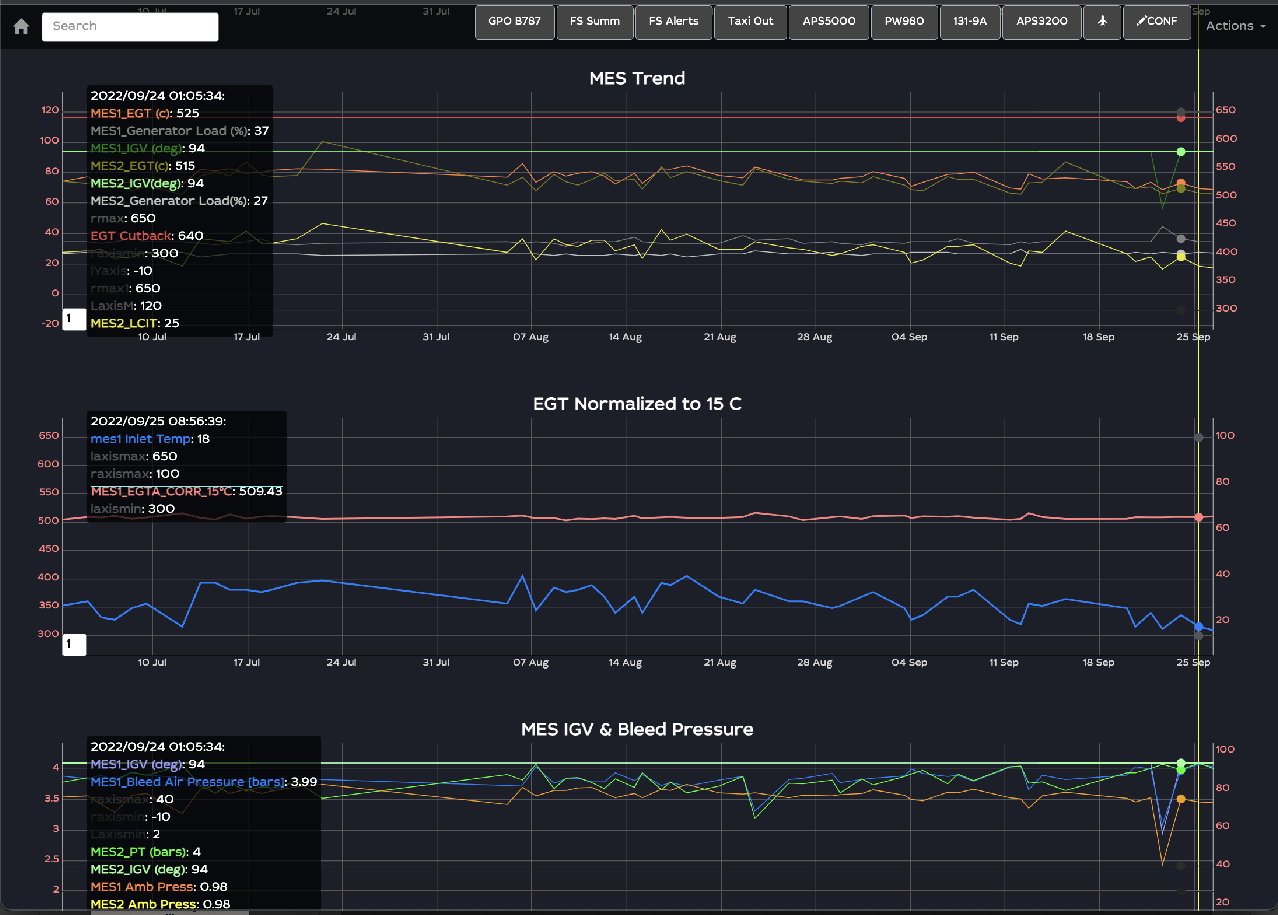 10 Jul 17 Jul 24 Jul 31 Jul Sep
Search GPO B787 FS Summ FS Alerts Taxi Out APS5000 PW980 131-9A APS3200 CONF Actions
MES Trend
2022/09/24 01:05:34:
MES1_EGT (c): 525
MES1_Generator Load (%): 37
MES1_IGV (deg): 94
MES2_EGT(c): 515
MES2_IGV(deg): 94
MES2_Generator Load(%): 27
rmax: 650
EGT Cutback: 640
: 300
lYaxis: -10
rmax1: 650
LaxisM: 120
MES2_LCIT: 25
120
100
80
60
40
20
0
-20
650
600
550
500
450
400
350
300
1
10 Jul 17 Jul 24 Jul 31 Jul 07 Aug 14 Aug 21 Aug 28 Aug 04 Sep 11 Sep 18 Sep 25 Sep
EGT Normalized to 15 C
2022/09/25 08:56:39:
mes1 Inlet Temp: 18
laxismax: 650
raxismax: 100
MES1_EGTA_CORR_15°C: 509.43
laxismin: 300
650
600
550
500
450
400
350
300
100
80
60
40
20
1
10 Jul 17 Jul 24 Jul 31 Jul 07 Aug 14 Aug 21 Aug 28 Aug 04 Sep 11 Sep 18 Sep 25 Sep
MES IGV & Bleed Pressure
2022/09/24 01:05:34:
MES1_IGV (deg): 94
MES1_Bleed Air Pressure [bars]: 3.99
raxismax: 40
raxismin: -10
Laxismin: 2
MES2_PT (bars): 4
MES2_IGV (deg): 94
MES1 Amb Press: 0.98
MES2 Amb Press: 0.98
4
3.5
3
2.5
2
100
80
60
40
20